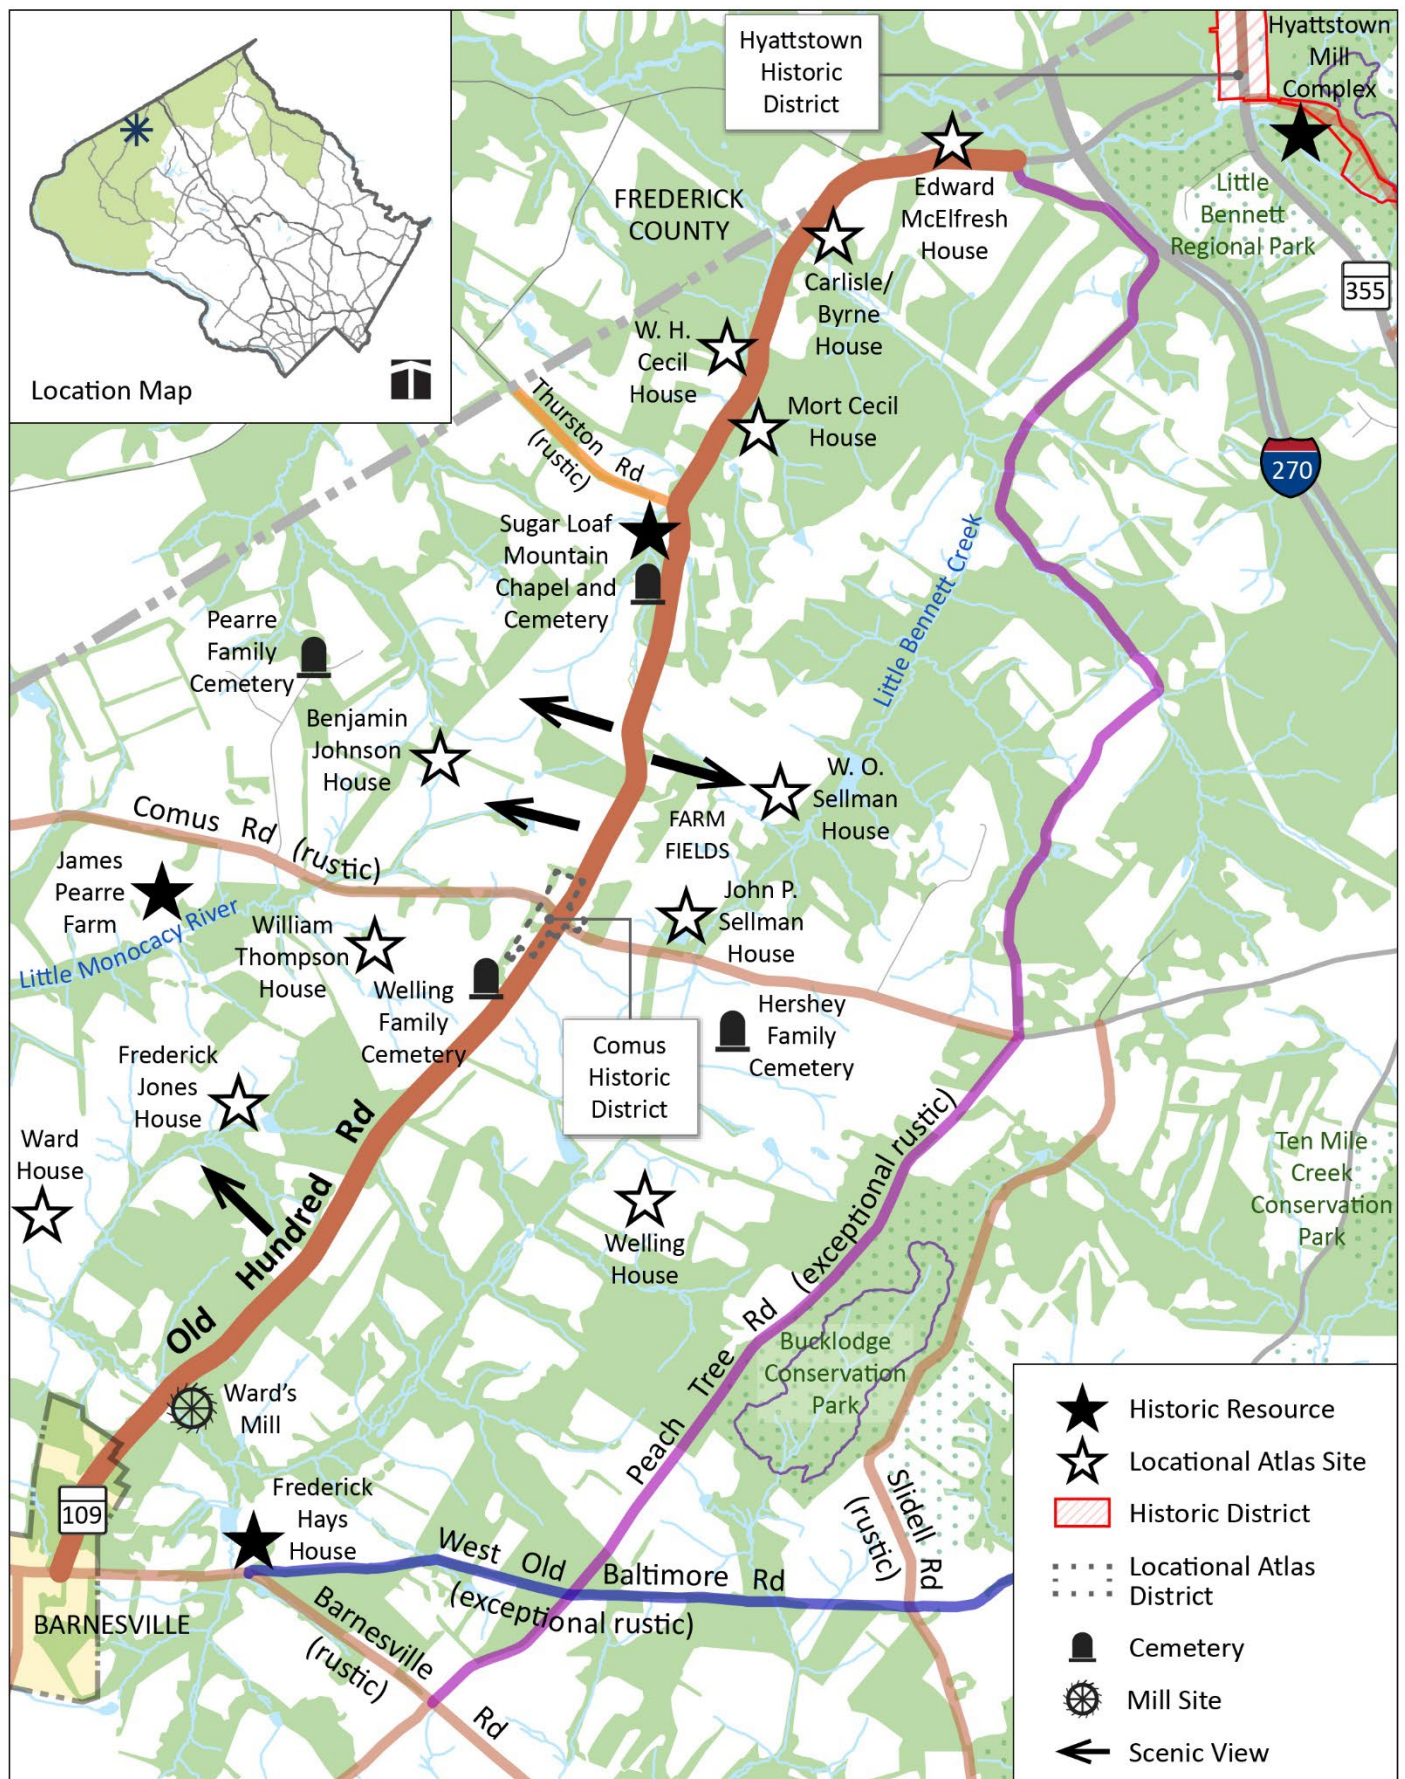 Location Map
Hyattstown
Historic
District
Hyattstown
Mill
Complex
Little
Bennett
Regional Park
355
270
FREDERICK
COUNTY
Edward
McElfresh
House
Carlisle/
Byrne
House
W. H.
Cecil
House
Mort Cecil
House
Thurston Rd
(rustic)
Sugar Loaf
Mountain
Chapel and
Cemetery
Little Bennett Creek
Pearre
Family
Cemetery
Benjamin
Johnson
House
W. O.
Sellman
House
FARM
FIELDS
Comus Rd (rustic)
James
Pearre
Farm
Little Monocacy River
William
Thompson
House
John P.
Sellman
House
Welling
Family
Cemetery
Hershey
Family
Cemetery
Comus
Historic
District
Frederick
Jones
House
Ward
House
Old Hundred Rd
Welling
House
Ten Mile
Creek
Conservation
Park
Peach Tree Rd (exceptional rustic)
Bucklodge
Conservation
Park
Ward's
Mill
109
Frederick
Hays
House
West Old Baltimore Rd
(exceptional rustic)
Slidell Rd
(rustic)
BARNESVILLE
Barnesville Rd
(rustic)
Historic Resource
Locational Atlas Site
Historic District
Locational Atlas
District
Cemetery
Mill Site
Scenic View